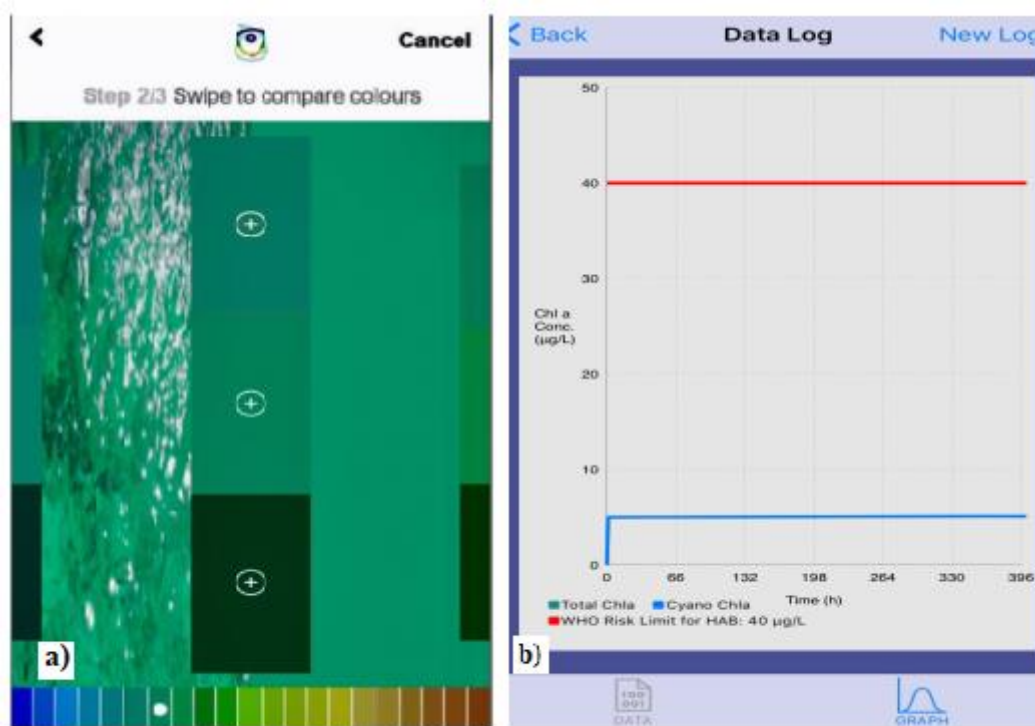 Cancel
Step 2/3 Swipe to compare colours
a)
Back Data Log New Log
50
40
30
Chl a
Conc.
(µg/L)
20
10
0
0 66 132 198 264 330 396
Time (h)
Total Chla Cyano Chla
WHO Risk Limit for HAB: 40 µg/L
b)
100
001
DATA GRAPH